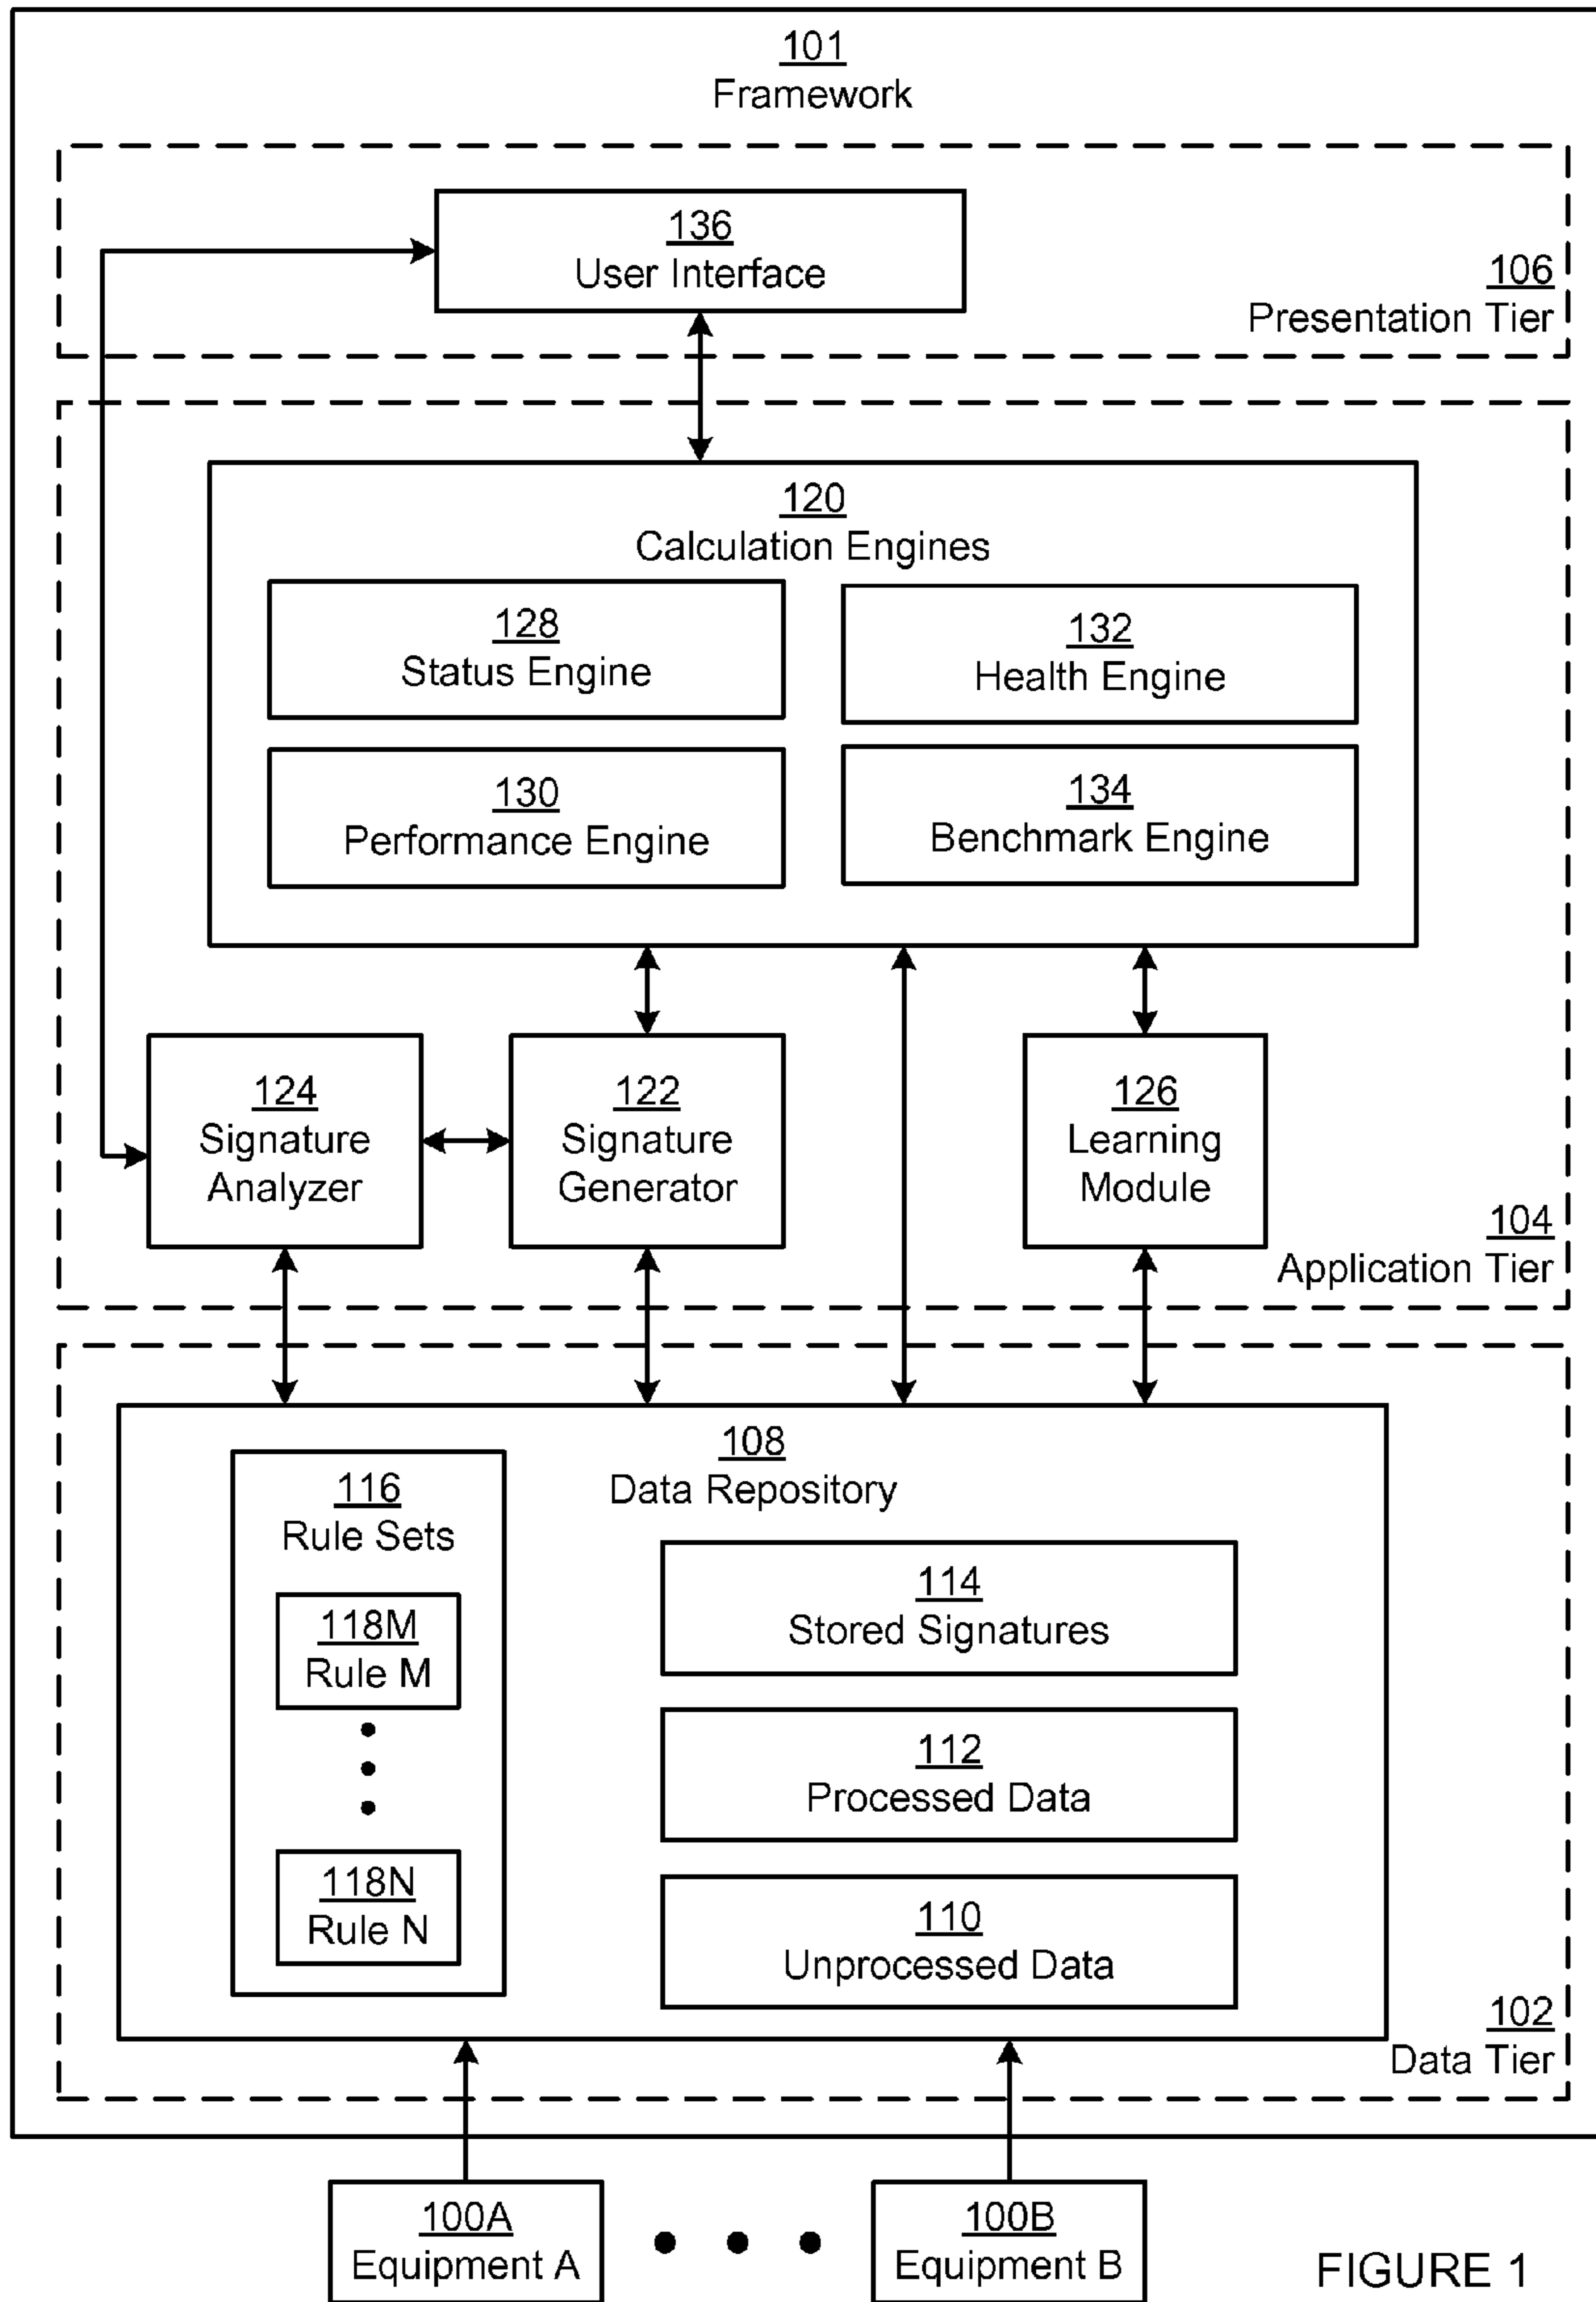 101
Framework
136
User Interface
106
Presentation Tier
120
Calculation Engines
128
Status Engine
132
Health Engine
130
Performance Engine
134
Benchmark Engine
124
Signature
Analyzer
122
Signature
Generator
126
Learning
Module
104
Application Tier
108
Data Repository
116
Rule Sets
118M
Rule M
118N
Rule N
114
Stored Signatures
112
Processed Data
110
Unprocessed Data
102
Data Tier
100A
Equipment A
100B
Equipment B
FIGURE 1